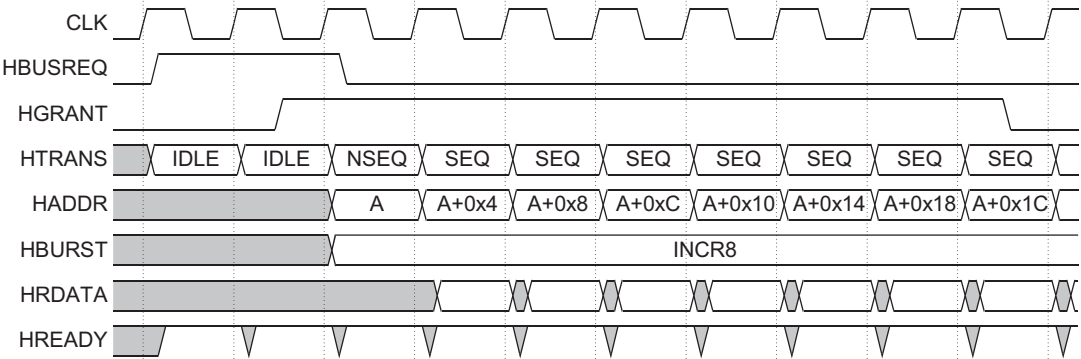 CLK
HBUSREQ
HGRANT
HTRANS IDLE IDLE NSEQ SEQ SEQ SEQ SEQ SEQ SEQ SEQ
HADDR A A+0x4 A+0x8 A+0xC A+0x10 A+0x14 A+0x18 A+0x1C
HBURST INCR8
HRDATA
HREADY